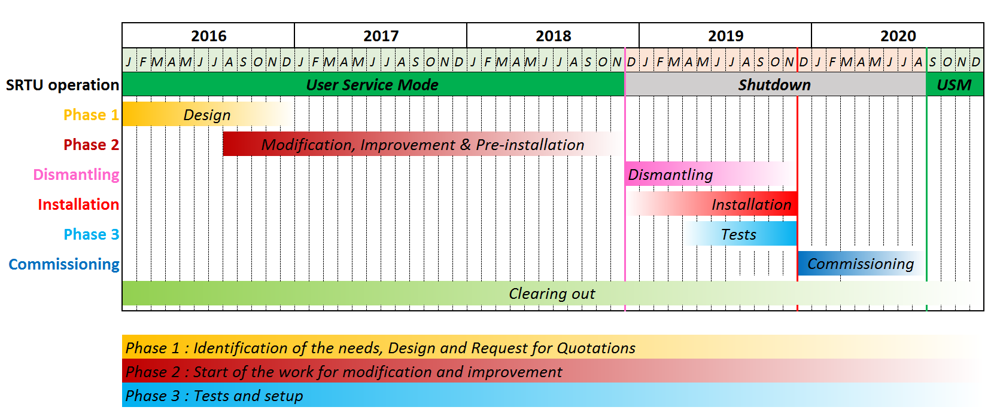 2016 2017 2018 2019 2020
J F M A M J J A S O N D J F M A M J J A S O N D J F M A M J J A S O N D J F M A M J J A S O N D J F M A M J J A S O N D
SRTU operation User Service Mode Shutdown USM
Phase 1 Design
Phase 2 Modification, Improvement & Pre-installation
Dismantling Dismantling
Installation Installation
Phase 3 Tests
Commissioning Commissioning
Clearing out
Phase 1 : Identification of the needs, Design and Request for Quotations
Phase 2 : Start of the work for modification and improvement
Phase 3 : Tests and setup